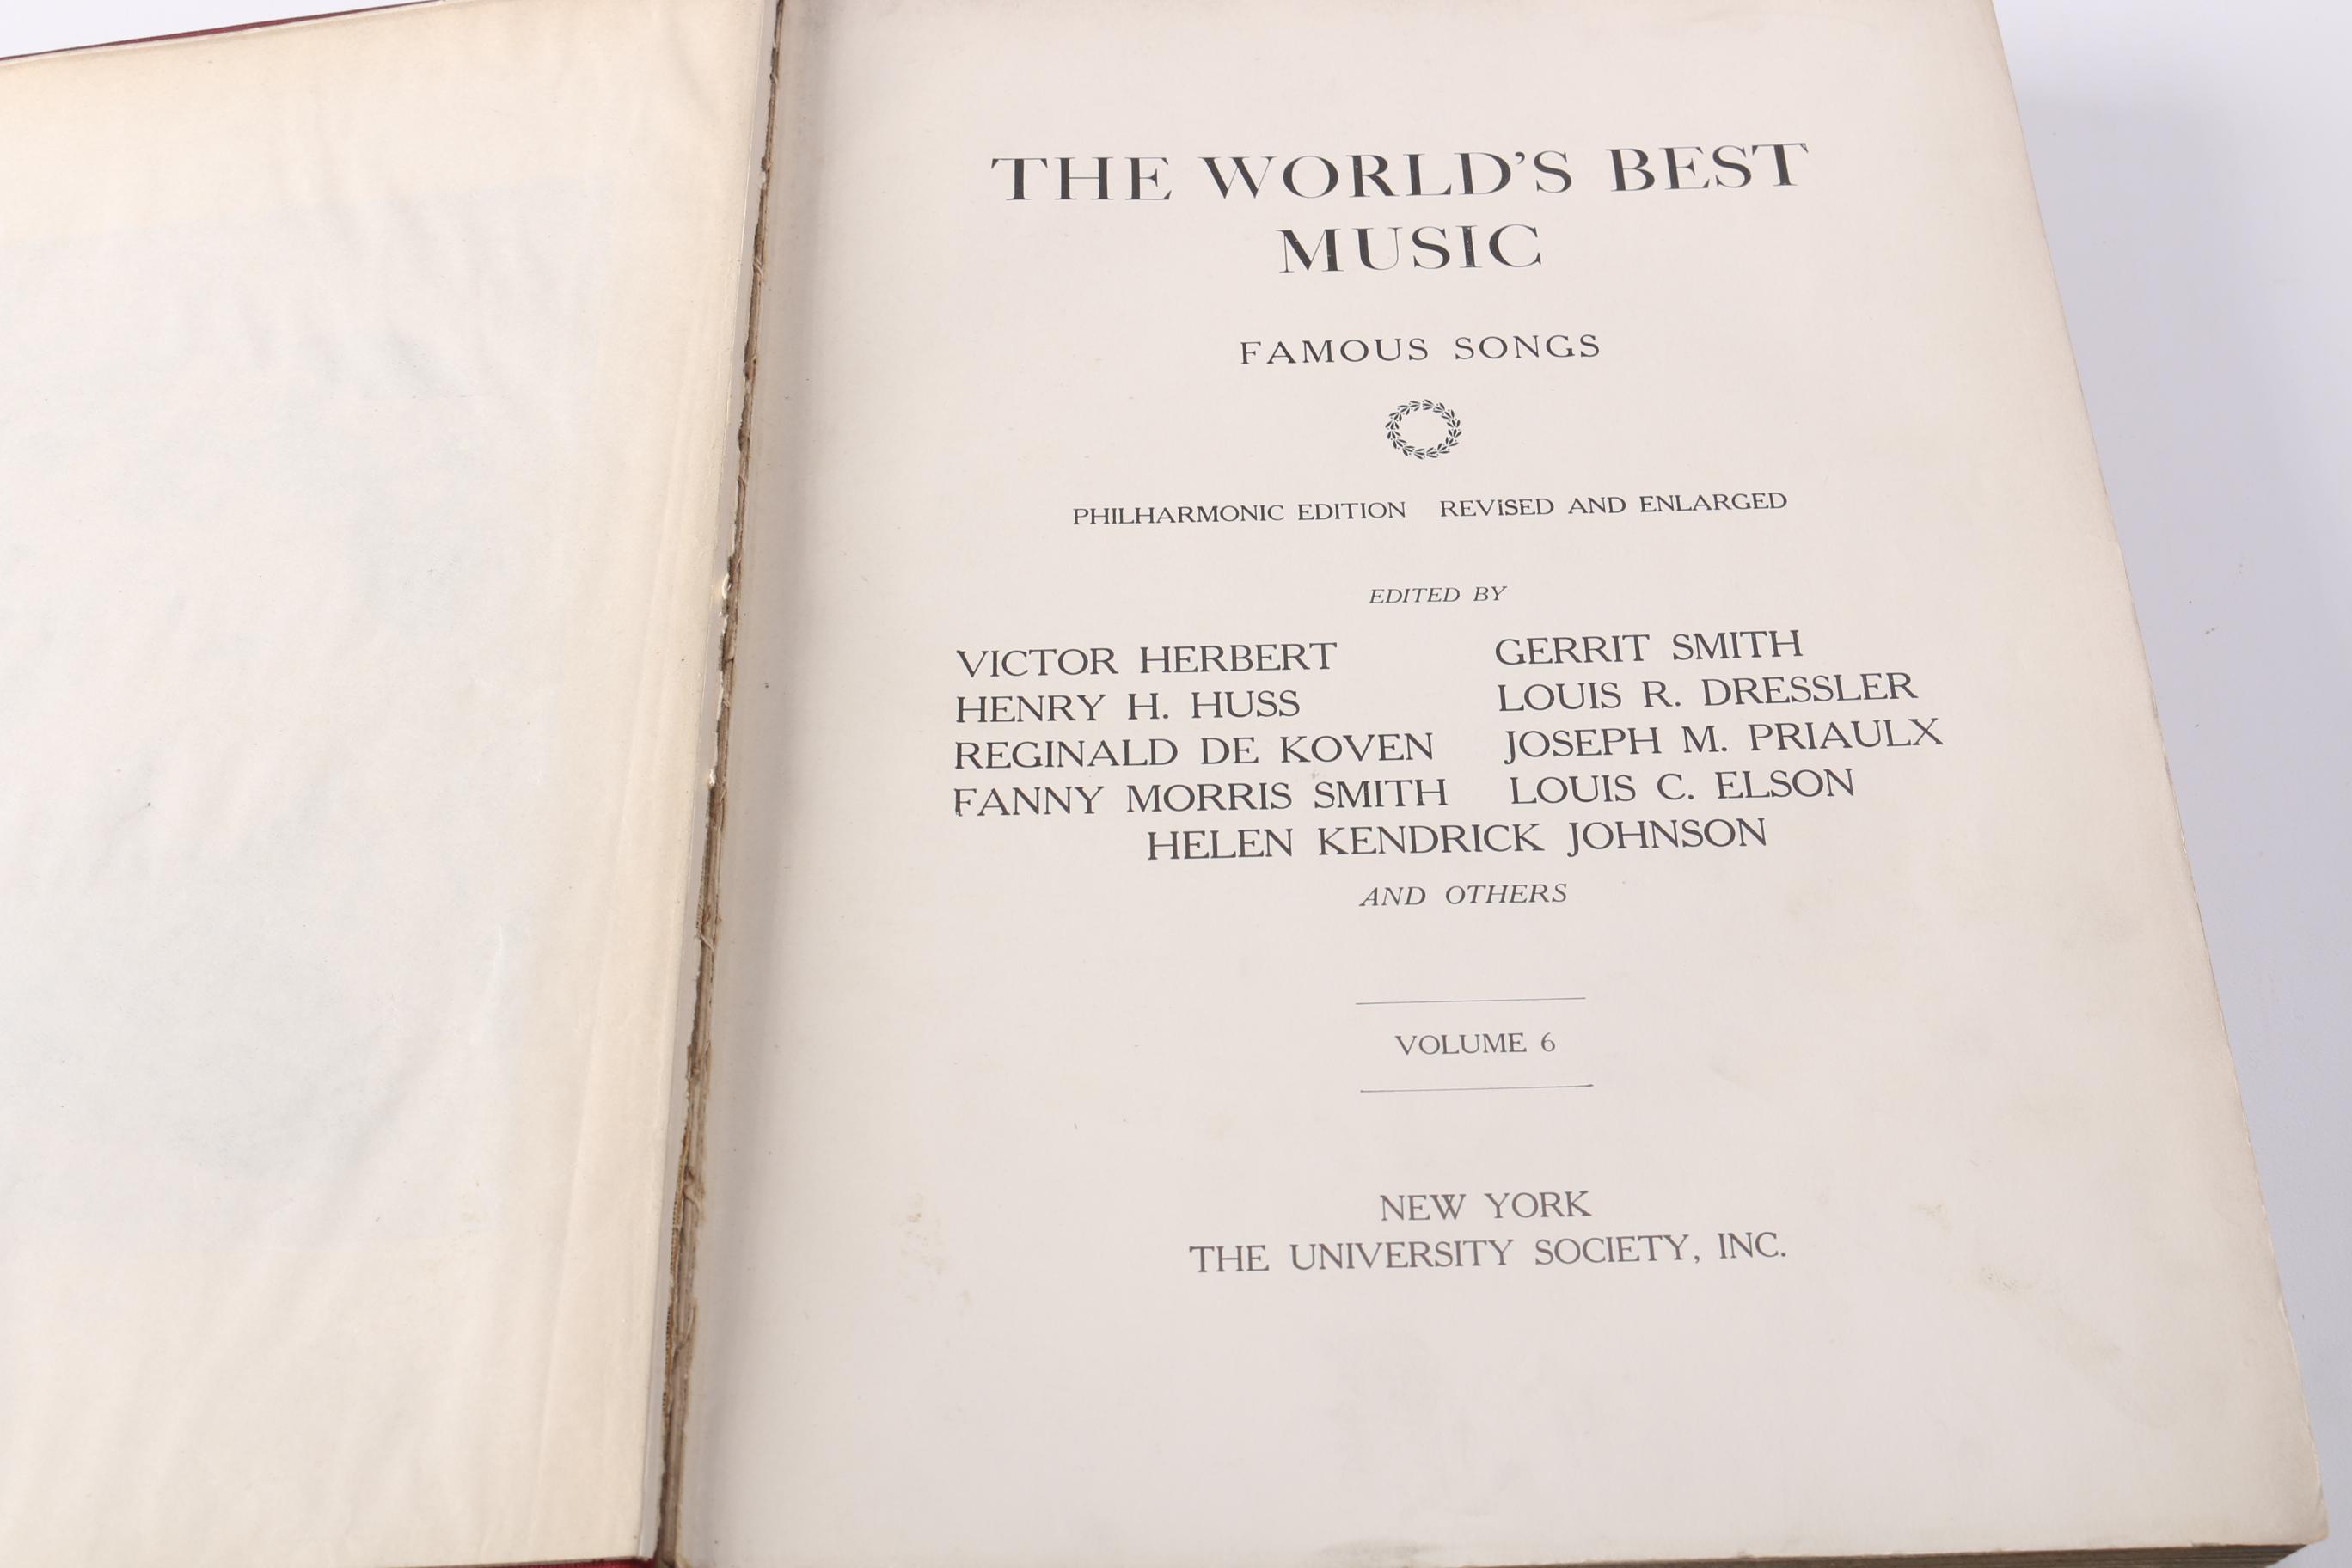 THE WORLD'S BEST
MUSIC
FAMOUS SONGS
PHILHARMONIC EDITION REVISED AND ENLARGED
EDITED BY
VICTOR HERBERT GERRIT SMITH
HENRY H. HUSS LOUIS R. DRESSLER
REGINALD DE KOVEN JOSEPH M. PRIAULX
FANNY MORRIS SMITH LOUIS C. ELSON
HELEN KENDRICK JOHNSON
AND OTHERS
VOLUME 6
NEW YORK
THE UNIVERSITY SOCIETY, INC.